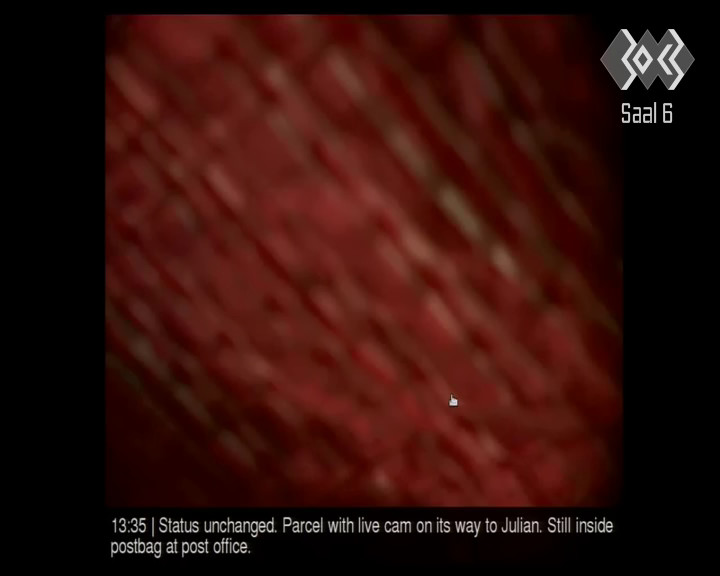 Saal 6
13:35 | Status unchanged. Parcel with live cam on its way to Julian. Still inside
postbag at post office.